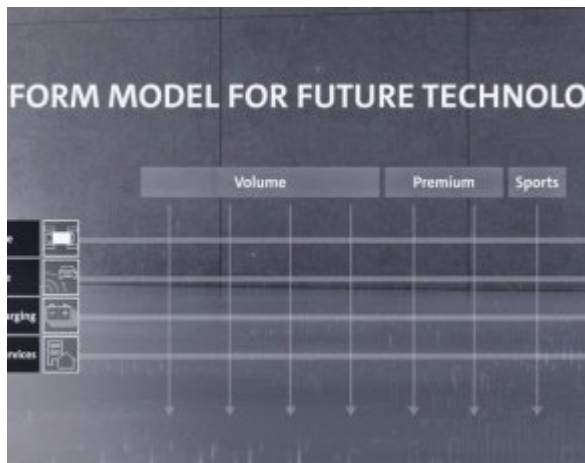 FORM MODEL FOR FUTURE TECHNOLO
Volume Premium Sports
e
rging
ervices